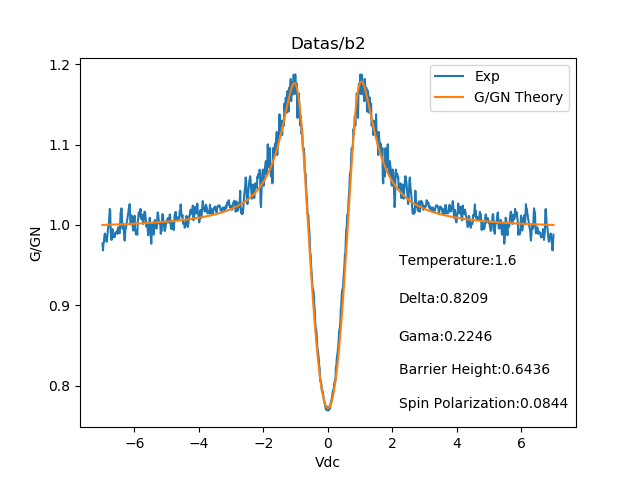 Datas/b2
Exp
G/GN Theory
G/GN
1.2
1.1
1.0
0.9
0.8
Temperature:1.6
Delta:0.8209
Gama:0.2246
Barrier Height:0.6436
Spin Polarization:0.0844
−6 −4 −2 0 2 4 6
Vdc